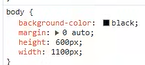 body {
background-color: black;
margin: 0 auto;
height: 600px;
width: 1100px;
}